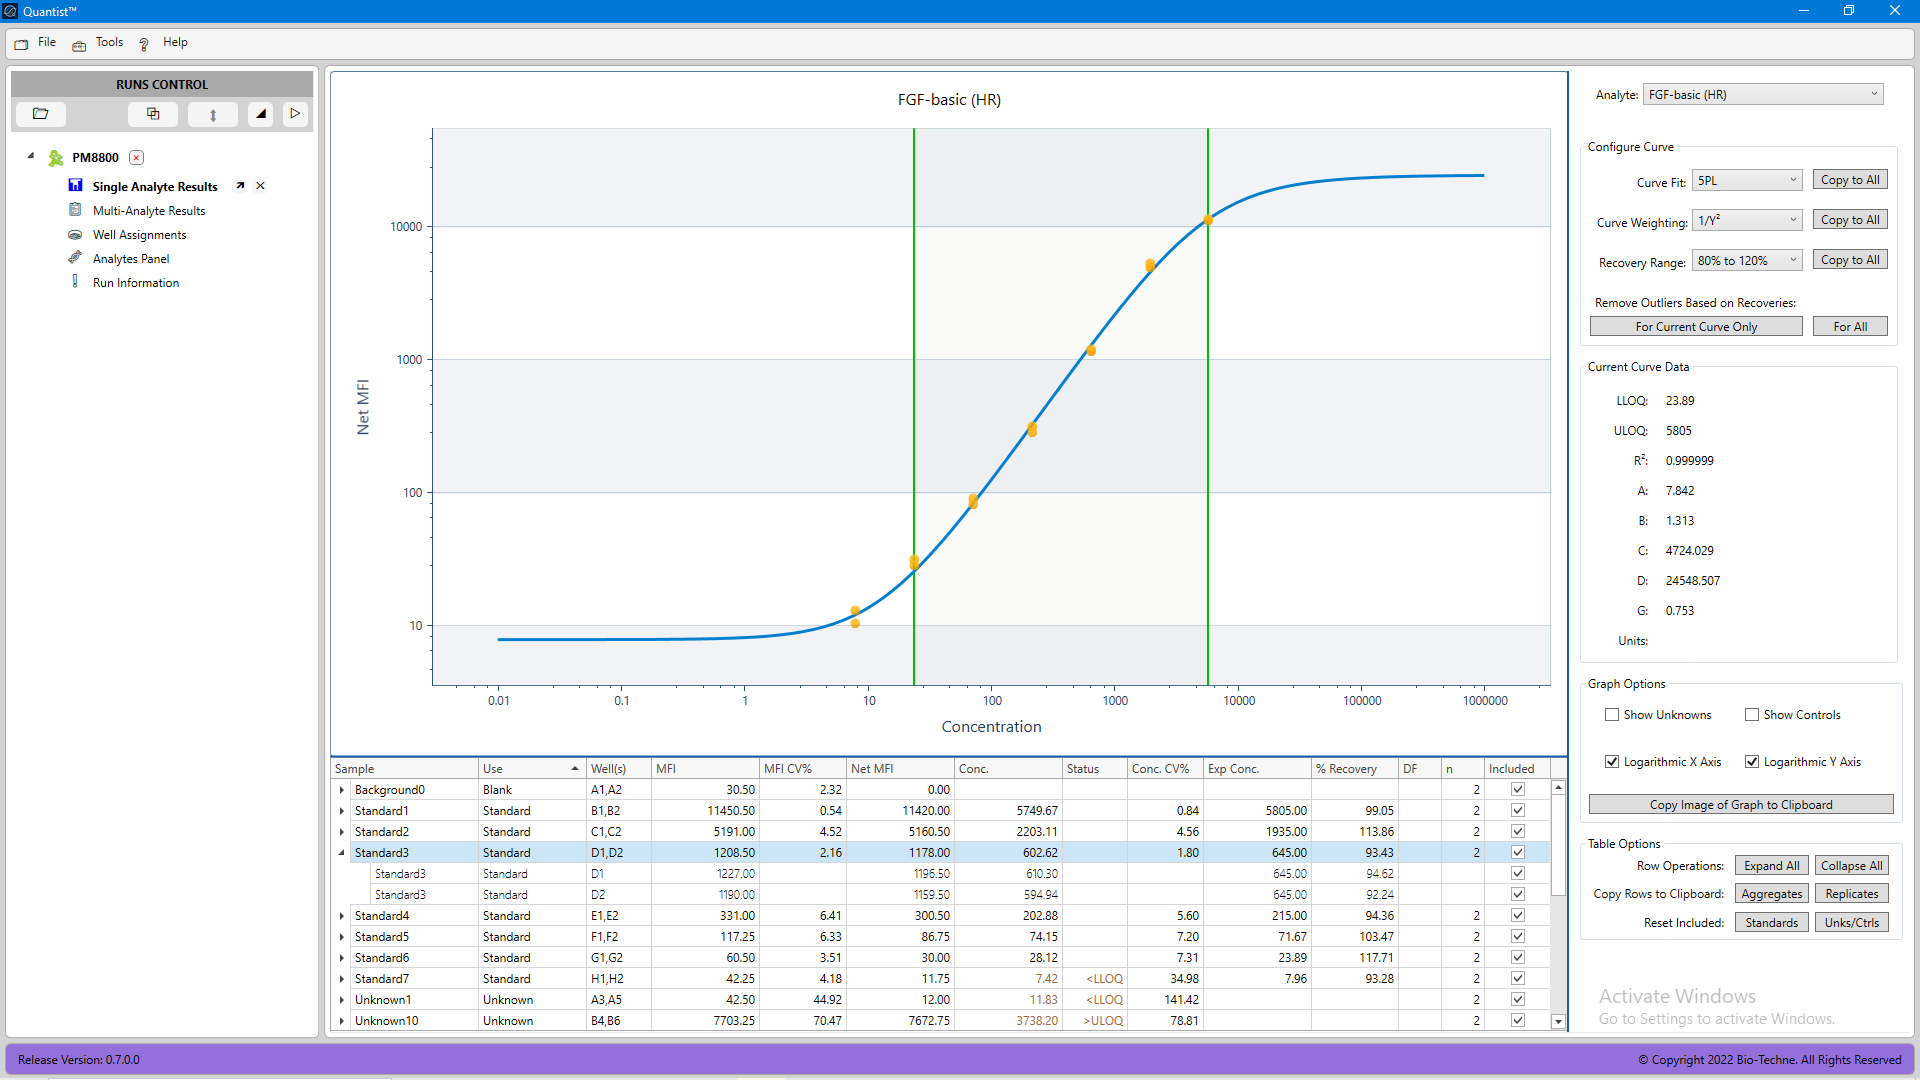 Quantist™
File Tools Help
RUNS CONTROL
PM8800
Single Analyte Results
Multi-Analyte Results
Well Assignments
Analytes Panel
Run Information
FGF-basic (HR)
Net MFI
10000
1000
100
10
0.01 0.1 1 10 100 1000 10000 100000 1000000
Concentration
Sample Use Well(s) MFI MFI CV% Net MFI Conc. Status Conc. CV% Exp Conc. % Recovery DF n Included
Background0 Blank A1,A2 30.50 2.32 0.00 2
Standard1 Standard B1,B2 11450.50 0.54 11420.00 5749.67 0.84 5805.00 99.05 2
Standard2 Standard C1,C2 5191.00 4.52 5160.50 2203.11 4.56 1935.00 113.86 2
Standard3 Standard D1,D2 1208.50 2.16 1178.00 602.62 1.80 645.00 93.43 2
Standard3 Standard D1 1227.00 1196.50 610.30 645.00 94.62
Standard3 Standard D2 1190.00 1159.50 594.94 645.00 92.24
Standard4 Standard E1,E2 331.00 6.41 300.50 202.88 5.60 215.00 94.36 2
Standard5 Standard F1,F2 117.25 6.33 86.75 74.15 7.20 71.67 103.47 2
Standard6 Standard G1,G2 60.50 3.51 30.00 28.12 7.31 23.89 117.71 2
Standard7 Standard H1,H2 42.25 4.18 11.75 7.42 <LLOQ 34.98 7.96 93.28 2
Unknown1 Unknown A3,A5 42.50 44.92 12.00 11.83 <LLOQ 141.42 2
Unknown10 Unknown B4,B6 7703.25 70.47 7672.75 3738.20 >ULOQ 78.81 2
Analyte: FGF-basic (HR)
Configure Curve
Curve Fit: 5PL Copy to All
Curve Weighting: 1/Y² Copy to All
Recovery Range: 80% to 120% Copy to All
Remove Outliers Based on Recoveries:
For Current Curve Only For All
Current Curve Data
LLOQ: 23.89
ULOQ: 5805
R²: 0.999999
A: 7.842
B: 1.313
C: 4724.029
D: 24548.507
G: 0.753
Units:
Graph Options
Show Unknowns Show Controls
Logarithmic X Axis Logarithmic Y Axis
Copy Image of Graph to Clipboard
Table Options
Row Operations: Expand All Collapse All
Copy Rows to Clipboard: Aggregates Replicates
Reset Included: Standards Unks/Ctrls
Activate Windows
Go to Settings to activate Windows.
Release Version: 0.7.0.0
© Copyright 2022 Bio-Techne. All Rights Reserved